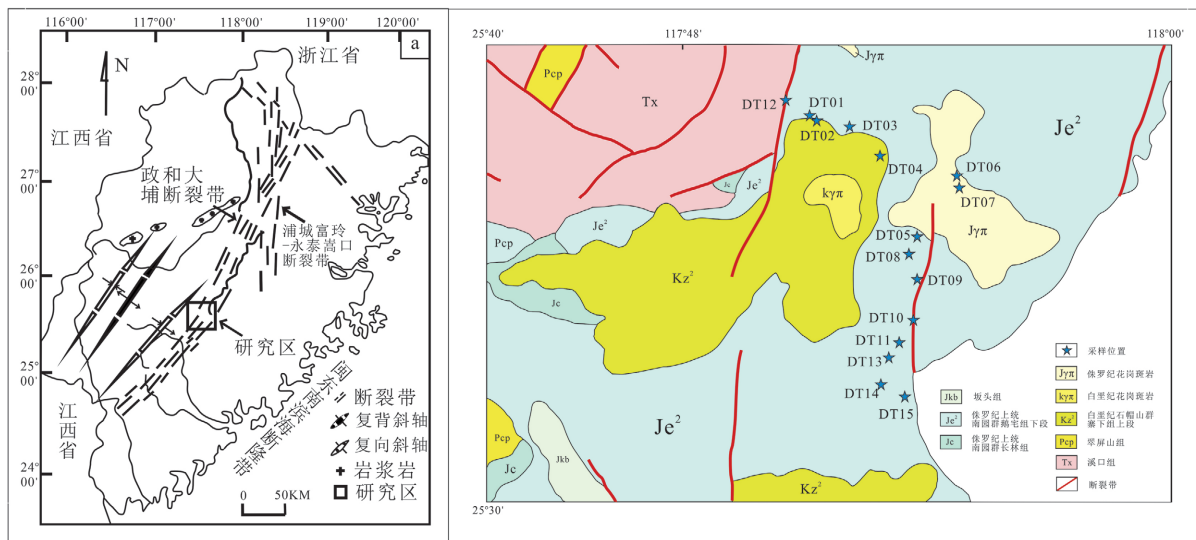 116°00′
117°00′
118°00′
119°00′
120°00′
a
N
浙江省
28°
00′
江西省
27°
00′
政和大
埔断裂带
浦城富玲
-永泰嵩口
断裂带
26°
00′
研究区
25°
00′
闽东南滨海断隆带
江西省
断裂带
复背斜轴
复向斜轴
岩浆岩
研究区
24°
00′
0 50KM
25°40′
117°48′
118°00′
Jγπ
Pcp
Tx
DT12
DT01
DT02
DT03
Je²
DT04
Jc
Je²
kγπ
DT06
DT07
Je²
Jγπ
Pcp
DT05
DT08
Kz²
DT09
Jc
DT10
DT11
DT13
DT14
DT15
Je²
Pcp
Jc
Jkb
Kz²
25°30′
采样位置
Jγπ 侏罗纪花岗斑岩
kγπ 白里纪花岗斑岩
Jkb 坂头组
Je² 侏罗纪上统
南园群鹅宅组下段
Kz² 白里纪石帽山群
寨下组上段
Jc 侏罗纪上统
南园群长林组
Pcp 翠屏山组
Tx 溪口组
断裂带